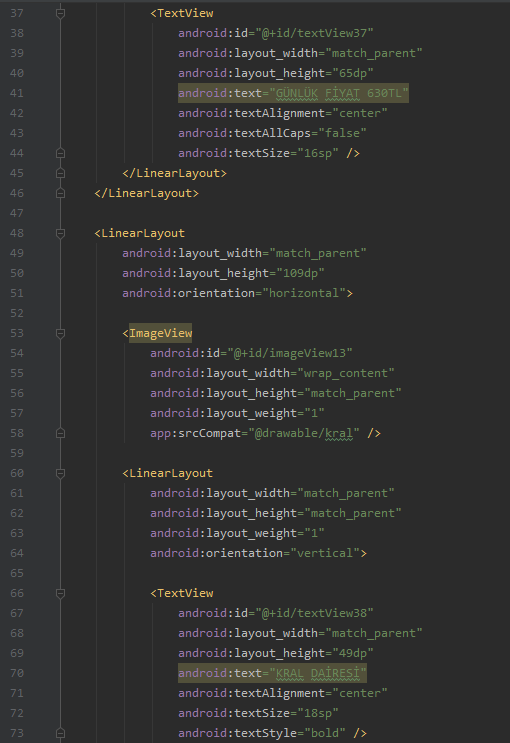 37 <TextView
38 android:id="@+id/textView37"
39 android:layout_width="match_parent"
40 android:layout_height="65dp"
41 android:text="GÜNLÜK FİYAT 630TL"
42 android:textAlignment="center"
43 android:textAllCaps="false"
44 android:textSize="16sp" />
45 </LinearLayout>
46 </LinearLayout>
47
48 <LinearLayout
49 android:layout_width="match_parent"
50 android:layout_height="109dp"
51 android:orientation="horizontal">
52
53 <ImageView
54 android:id="@+id/imageView13"
55 android:layout_width="wrap_content"
56 android:layout_height="match_parent"
57 android:layout_weight="1"
58 app:srcCompat="@drawable/kral" />
59
60 <LinearLayout
61 android:layout_width="match_parent"
62 android:layout_height="match_parent"
63 android:layout_weight="1"
64 android:orientation="vertical">
65
66 <TextView
67 android:id="@+id/textView38"
68 android:layout_width="match_parent"
69 android:layout_height="49dp"
70 android:text="KRAL DAİRESİ"
71 android:textAlignment="center"
72 android:textSize="18sp"
73 android:textStyle="bold" />